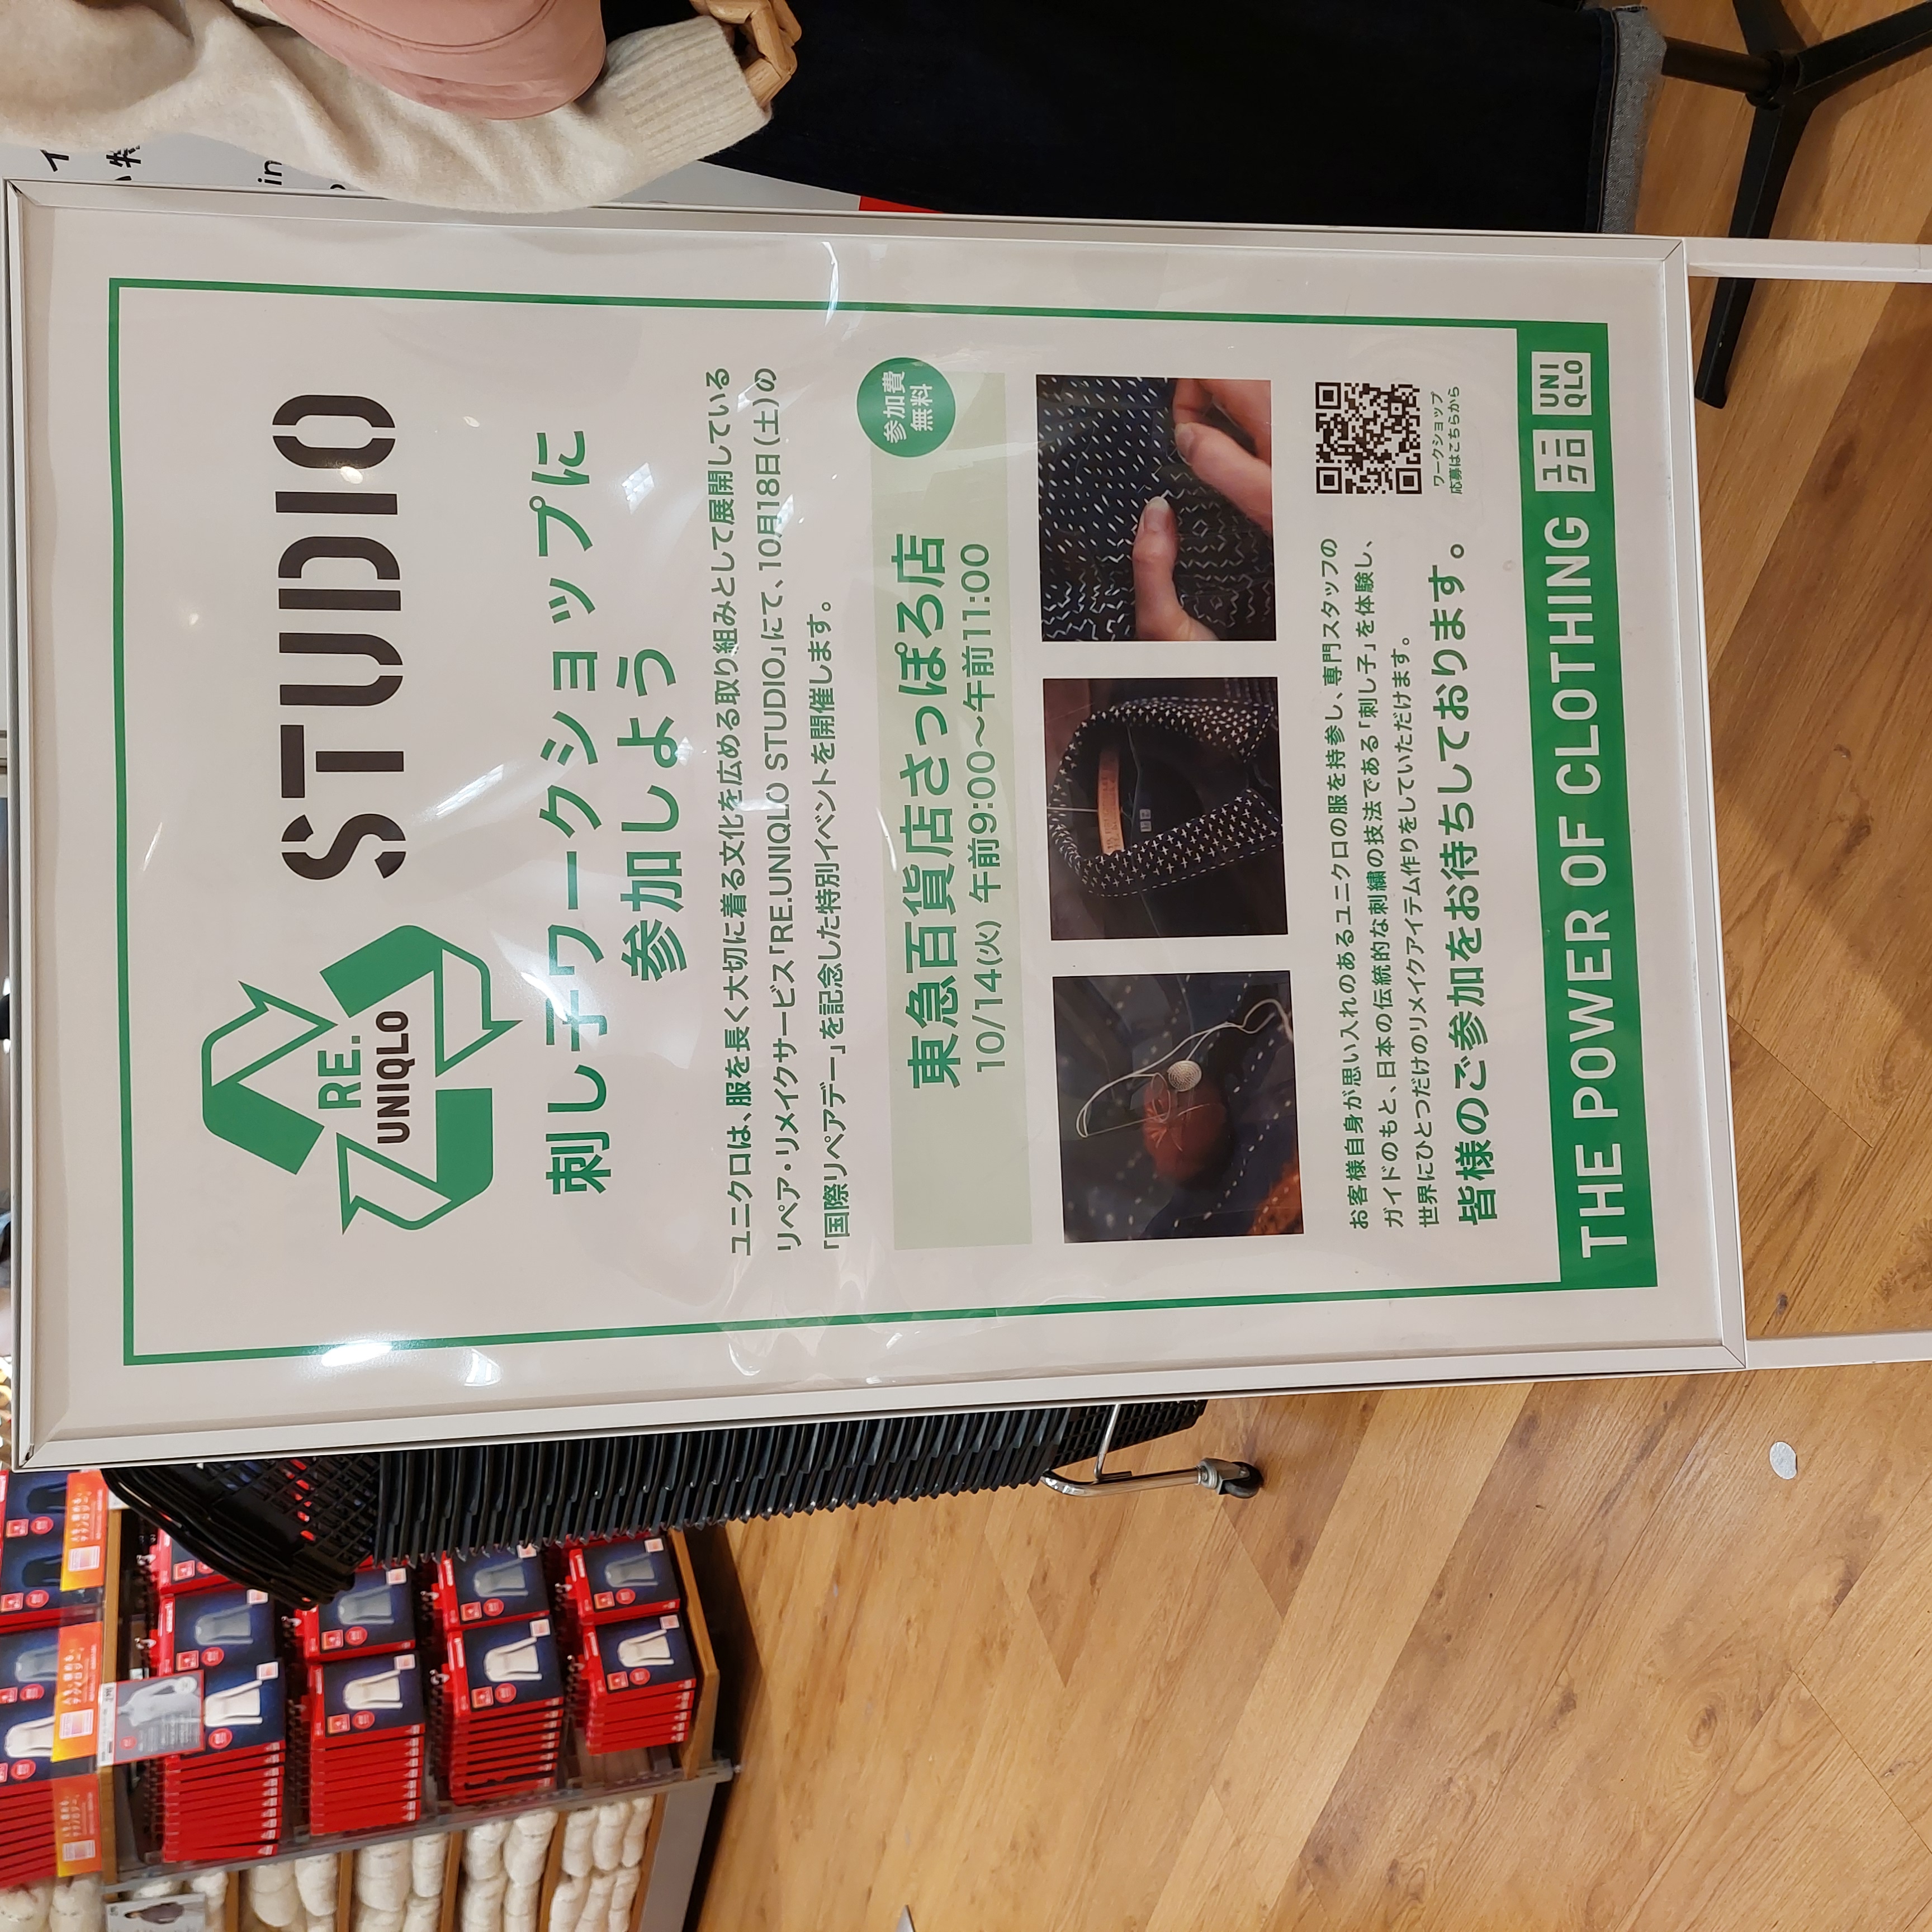 RE.
UNIQLO
STUDIO
刺し子ワークショップに
参加しよう
ユニクロは、服を長く大切に着る文化を広める取り組みとして展開している
リペア・リメイクサービス「RE.UNIQLO STUDIO」にて、10月18日（土）の
「国際リペアデー」を記念した特別イベントを開催します。
参加費
無料
東急百貨店さっぽろ店
10/14(火) 午前9:00〜午前11:00
お客様自身が思い入れのあるユニクロの服を持参し、専門スタッフの
ガイドのもと、日本の伝統的な刺繍の技法である「刺し子」を体験し、
世界にひとつだけのリメイクアイテム作りをしていただけます。
皆様のご参加をお待ちしております。
ワークショップ
応募はこちらから
THE POWER OF CLOTHING
ユニ
クロ
UNI
QLO
in